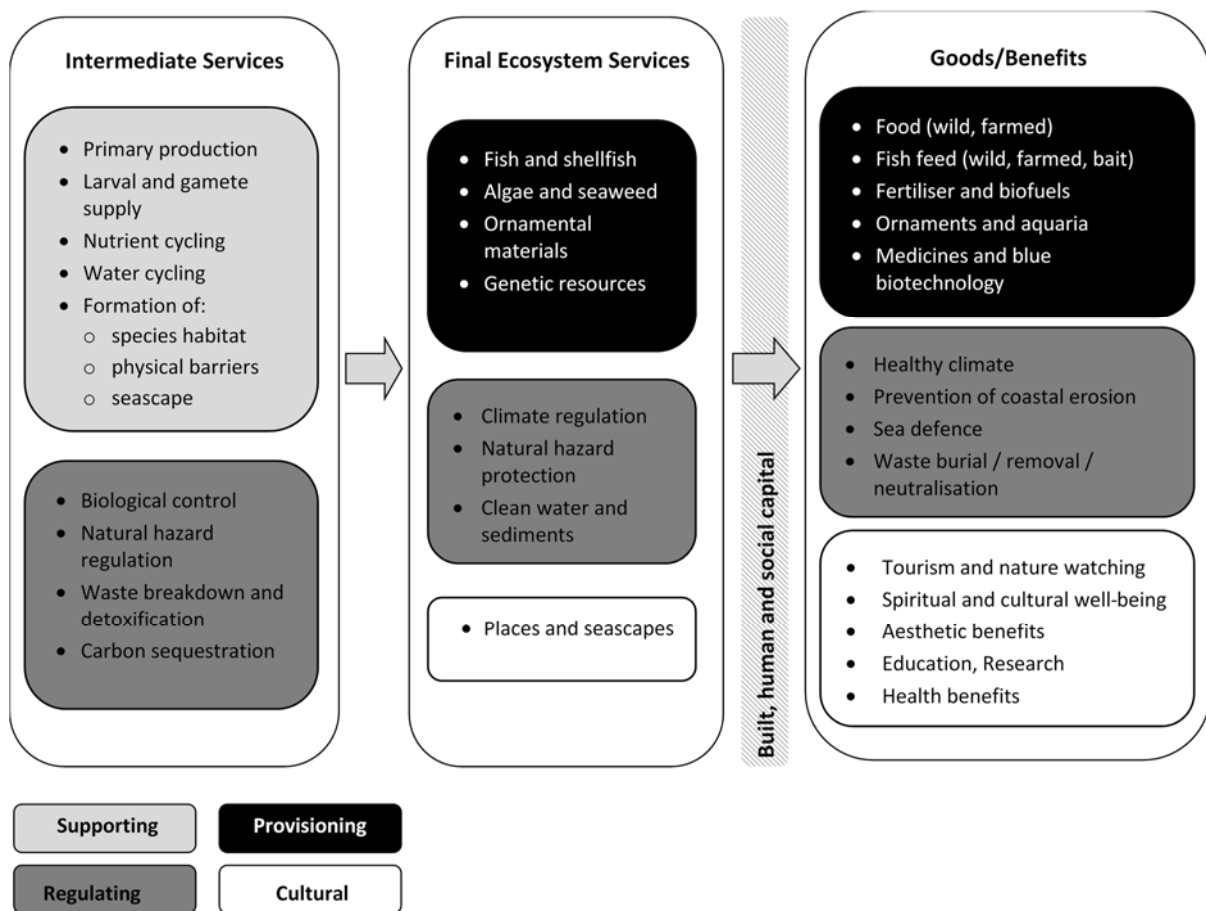 Intermediate Services
• Primary production
• Larval and gamete
supply
• Nutrient cycling
• Water cycling
• Formation of:
o species habitat
o physical barriers
o seascape
• Biological control
• Natural hazard
regulation
• Waste breakdown and
detoxification
• Carbon sequestration
Final Ecosystem Services
• Fish and shellfish
• Algae and seaweed
• Ornamental
materials
• Genetic resources
• Climate regulation
• Natural hazard
protection
• Clean water and
sediments
• Places and seascapes
Built, human and social capital
Goods/Benefits
• Food (wild, farmed)
• Fish feed (wild, farmed, bait)
• Fertiliser and biofuels
• Ornaments and aquaria
• Medicines and blue
biotechnology
• Healthy climate
• Prevention of coastal erosion
• Sea defence
• Waste burial / removal /
neutralisation
• Tourism and nature watching
• Spiritual and cultural well-being
• Aesthetic benefits
• Education, Research
• Health benefits
Supporting
Provisioning
Regulating
Cultural